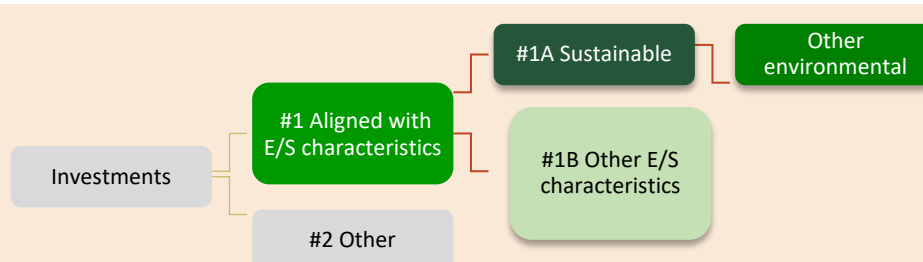 Investments
#1 Aligned with
E/S characteristics
#2 Other
#1A Sustainable
#1B Other E/S
characteristics
Other
environmental